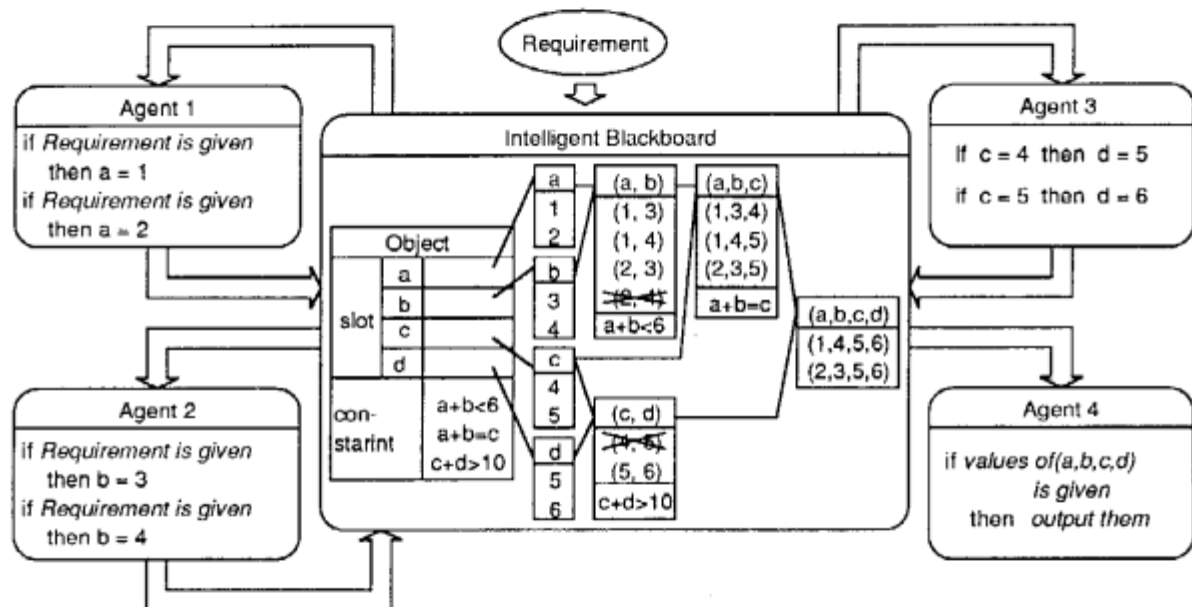 Requirement
Agent 1
if Requirement is given
then a = 1
if Requirement is given
then a = 2
Agent 2
if Requirement is given
then b = 3
if Requirement is given
then b = 4
Intelligent Blackboard
Object
slot
a
b
c
d
con-
starint
a+b<6
a+b=c
c+d>10
a
1
2
b
3
4
c
4
5
d
5
6
(a, b)
(1, 3)
(1, 4)
(2, 3)
(2, 4)
a+b<6
(c, d)
(4, 5)
(5, 6)
c+d>10
(a,b,c)
(1,3,4)
(1,4,5)
(2,3,5)
a+b=c
(a,b,c,d)
(1,4,5,6)
(2,3,5,6)
Agent 3
If c = 4 then d = 5
if c = 5 then d = 6
Agent 4
if values of(a,b,c,d)
is given
then output them